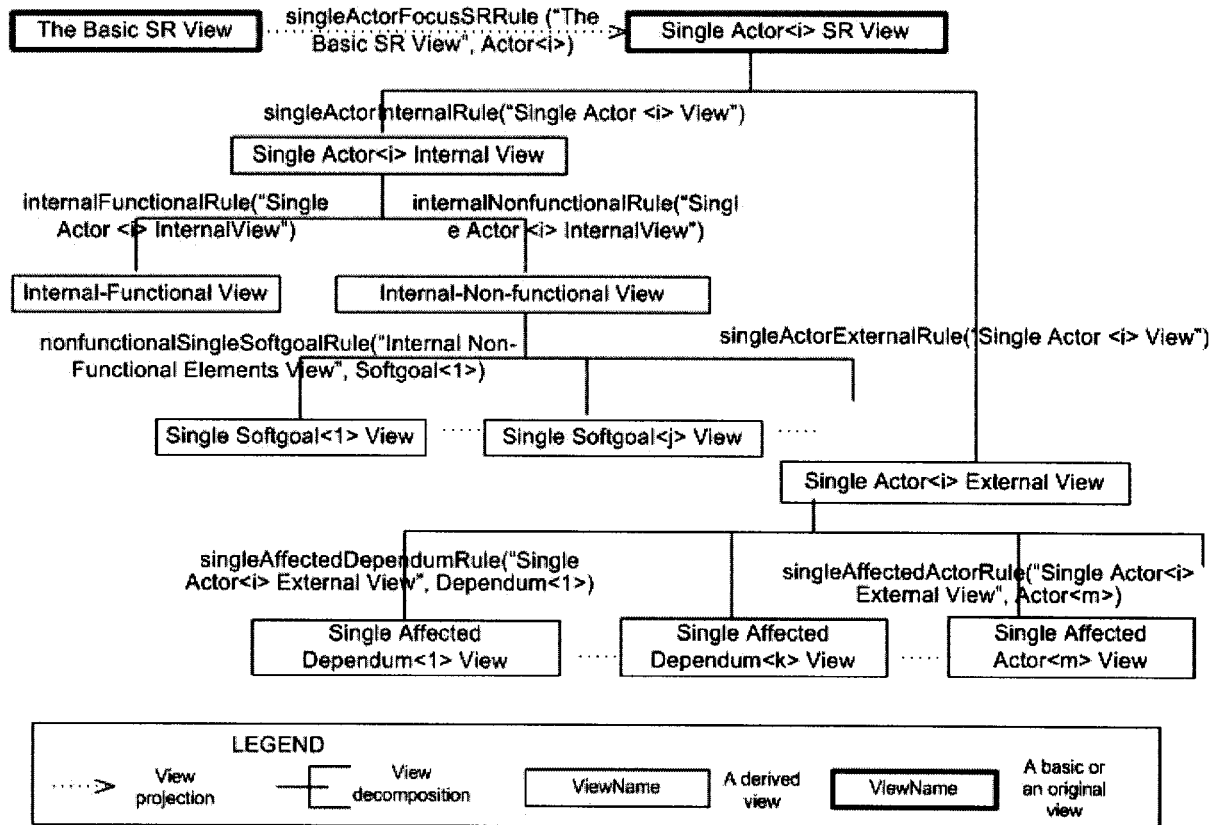 The Basic SR View
singleActorFocusSRRule ("The
Basic SR View", Actor<i>)
Single Actor<i> SR View
singleActorInternalRule("Single Actor <i> View")
Single Actor<i> Internal View
internalFunctionalRule("Single
Actor <i> InternalView")
internalNonfunctionalRule("Singl
e Actor <i> InternalView")
Internal-Functional View
Internal-Non-functional View
nonfunctionalSingleSoftgoalRule("Internal Non-
Functional Elements View", Softgoal<1>)
singleActorExternalRule("Single Actor <i> View")
Single Softgoal<1> View
Single Softgoal<j> View
Single Actor<i> External View
singleAffectedDependumRule("Single
Actor<i> External View", Dependum<1>)
singleAffectedActorRule("Single Actor<i>
External View", Actor<m>)
Single Affected
Dependum<1> View
Single Affected
Dependum<k> View
Single Affected
Actor<m> View
LEGEND
View
projection
View
decomposition
ViewName
A derived
view
ViewName
A basic or
an original
view